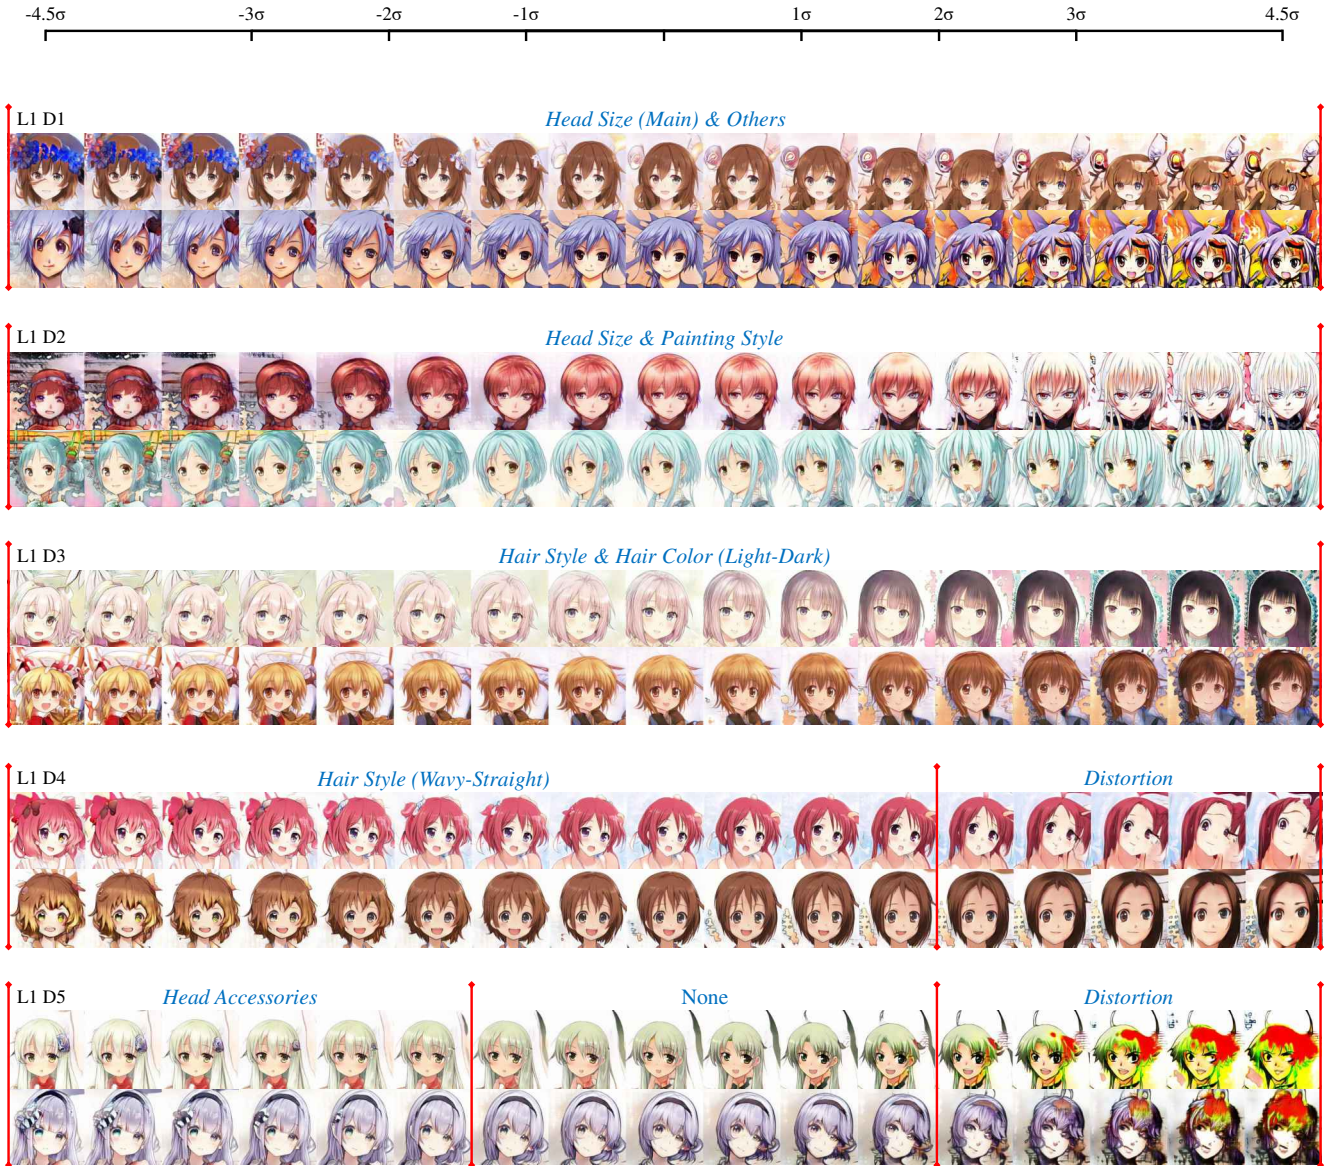 -4.5σ -3σ -2σ -1σ 1σ 2σ 3σ 4.5σ
L1 D1 Head Size (Main) & Others
L1 D2 Head Size & Painting Style
L1 D3 Hair Style & Hair Color (Light-Dark)
L1 D4 Hair Style (Wavy-Straight) Distortion
L1 D5 Head Accessories None Distortion